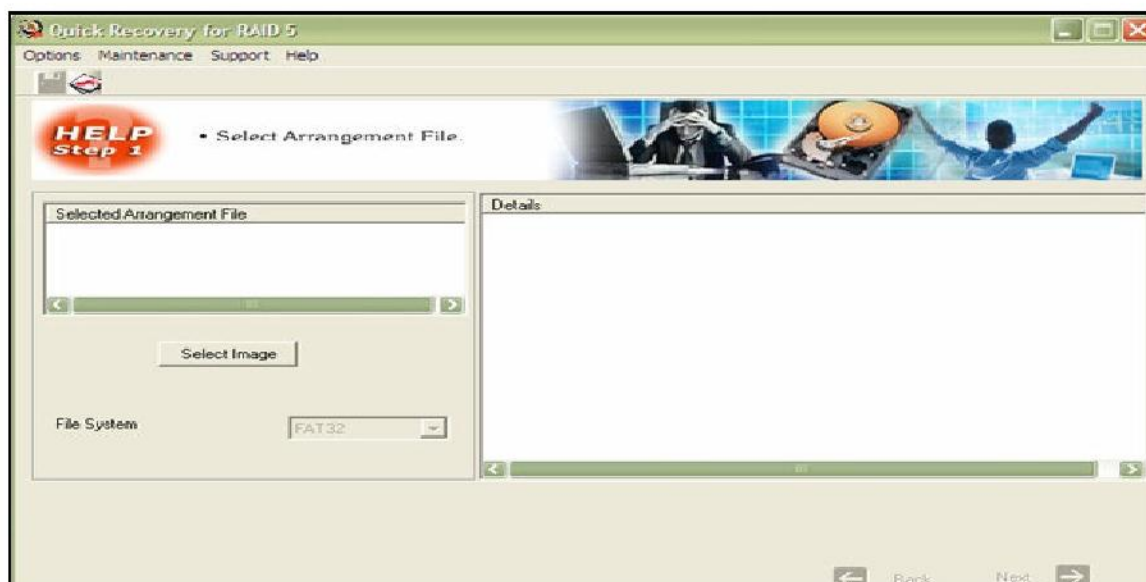 Quick Recovery for RAID 5
Options Maintenance Support Help
HELP
Step 1
• Select Arrangement File.
Selected Arrangement File
Details
Select Image
File System
FAT32
Back Next